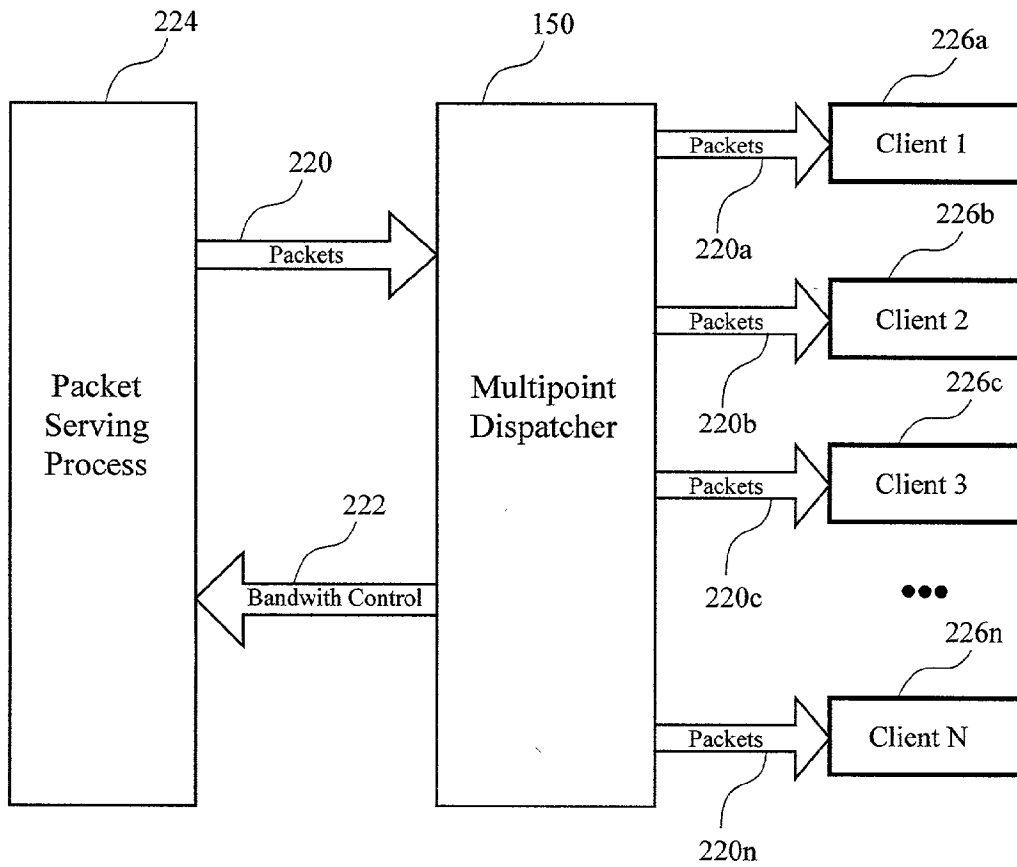 224
150
226a
Client 1
Packets
220
Packets
220a
226b
Client 2
Packets
220b
Packet
Serving
Process
Multipoint
Dispatcher
226c
Client 3
Packets
220c
222
Bandwith Control
●●●
226n
Client N
Packets
220n